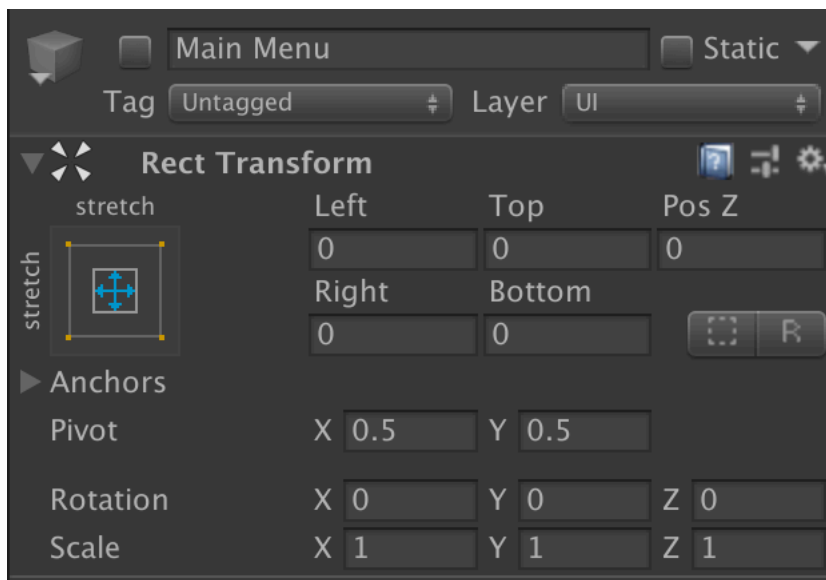 Main Menu Static
Tag Untagged Layer UI
Rect Transform
stretch Left Top Pos Z
0 0 0
stretch
Right Bottom
0 0 R
Anchors
Pivot X 0.5 Y 0.5
Rotation X 0 Y 0 Z 0
Scale X 1 Y 1 Z 1